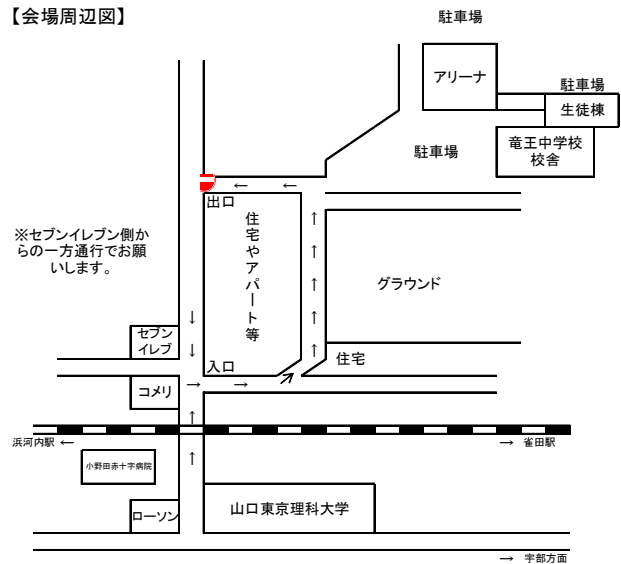 【会場周辺図】
駐車場
アリーナ
駐車場
生徒棟
竜王中学校
校舎
駐車場
← ←
出口
住宅やアパート等
※セブンイレブン側か
らの一方通行でお願
いします。
↑
↑
↑
↑
↑
グラウンド
↓
セブン
イレブ
↓
入口
住宅
コメリ
→ →
↗
↑
浜河内駅 ←
→ 雀田駅
小野田赤十字病院
↑
ローソン
山口東京理科大学
→ 宇部方面